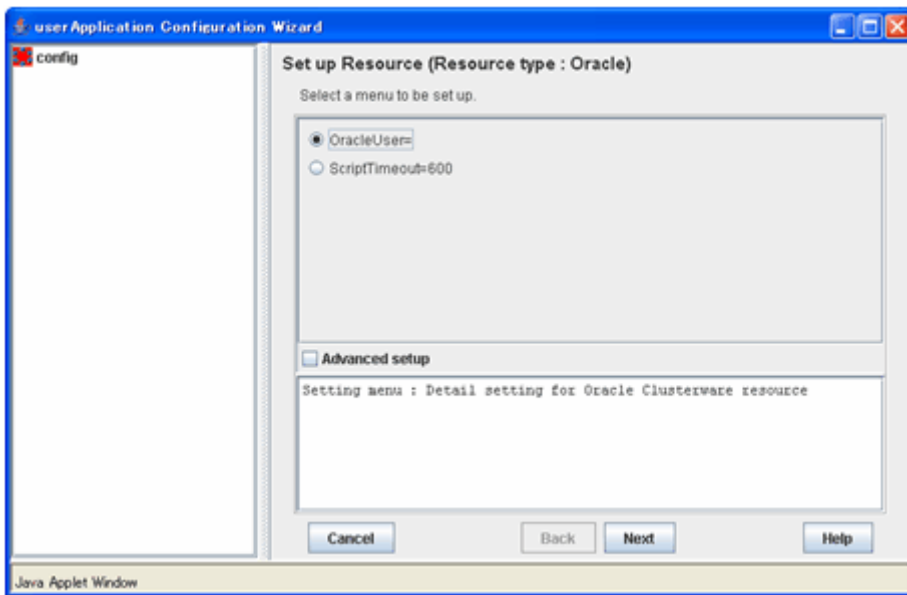 userApplication Configuration Wizard
config
Set up Resource (Resource type : Oracle)
Select a menu to be set up.
OracleUser=
ScriptTimeout=600
Advanced setup
Setting menu : Detail setting for Oracle Clusterware resource
Cancel
Back
Next
Help
Java Applet Window